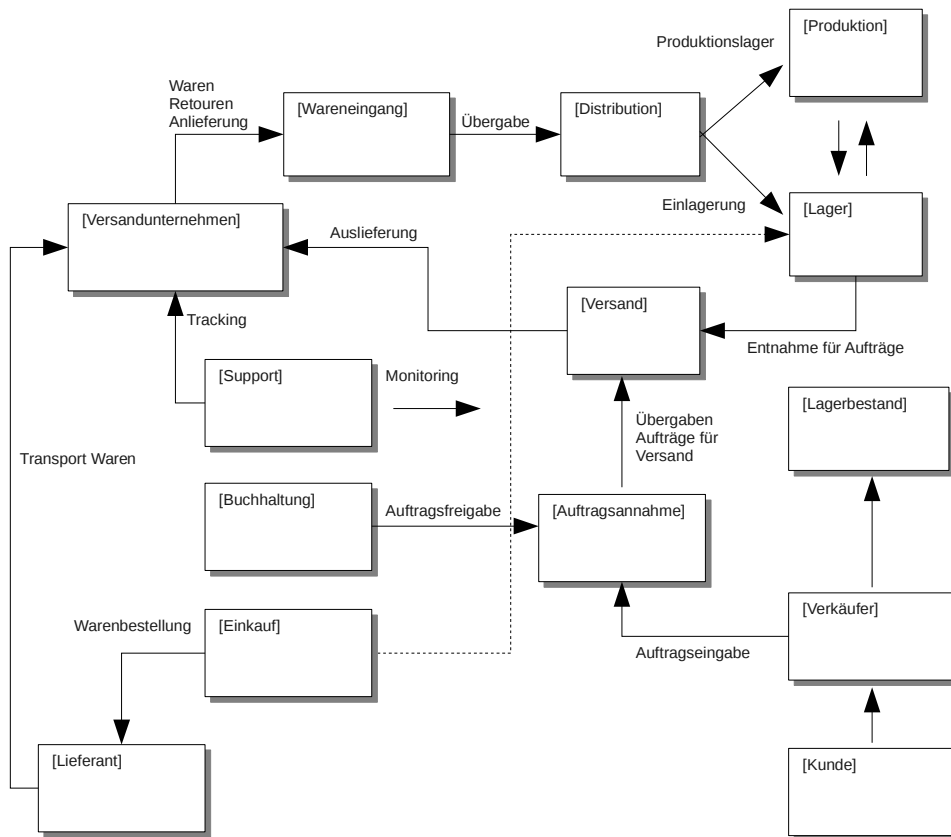 [Produktion]
Produktionslager
Waren
Retouren
Anlieferung
[Wareneingang]
Übergabe
[Distribution]
Einlagerung
[Lager]
[Versandunternehmen]
Auslieferung
[Versand]
Tracking
Entnahme für Aufträge
[Support]
Monitoring
[Lagerbestand]
Übergaben
Aufträge für
Versand
Transport Waren
[Buchhaltung]
Auftragsfreigabe
[Auftragsannahme]
Warenbestellung
[Einkauf]
[Verkäufer]
Auftragseingabe
[Lieferant]
[Kunde]